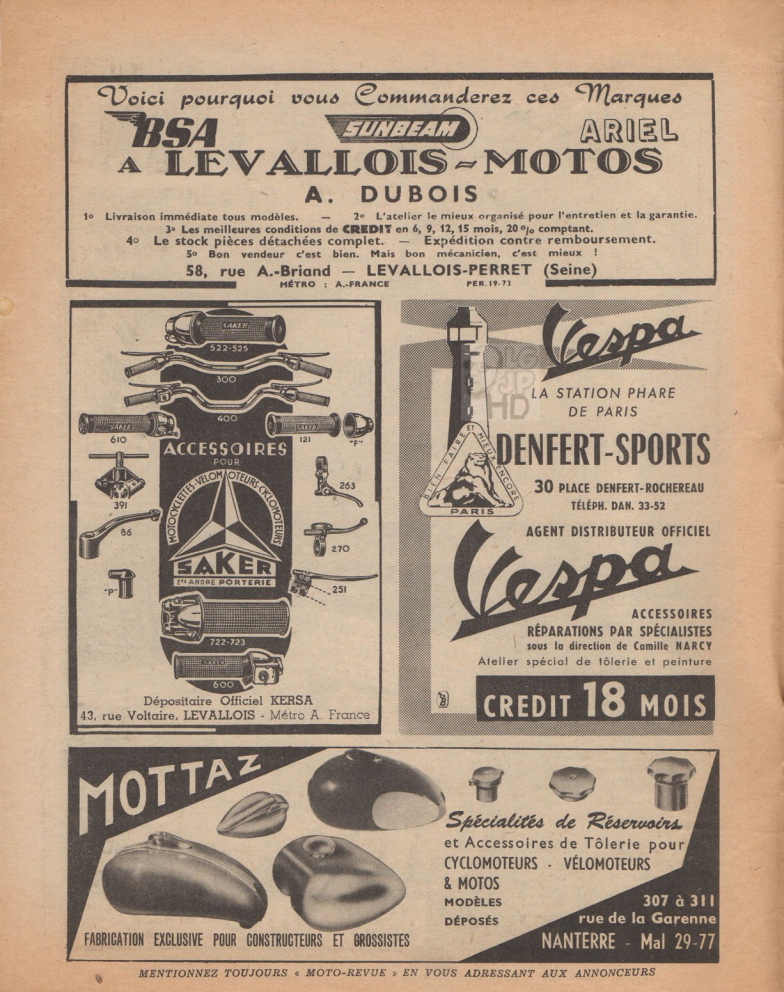 Voici pourquoi vous Commanderez ces Marques
BSA SUNBEAM ARIEL
A LEVALLOIS-MOTOS
A. DUBOIS
1º Livraison immédiate tous modèles. — 2º L'atelier le mieux organisé pour l'entretien et la garantie.
3º Les meilleures conditions de CREDIT en 6, 9, 12, 15 mois, 20 % comptant.
4º Le stock pièces détachées complet. — Expédition contre remboursement.
5º Bon vendeur c'est bien. Mais bon mécanicien, c'est mieux !
58, rue A.-Briand — LEVALLOIS-PERRET (Seine)
MÉTRO : A.-FRANCE PER. 19-73
SAKER
522-525
300
400
610
SAKER
121
"F"
ACCESSOIRES
POUR
MOTOCYCLETTES-VELOMOTEURS-CYCLOMOTEURS
391
263
86
270
SAKER
ETS ANDRE PORTERIE
"P"
251
722-723
SAKER
600
Dépositaire Officiel KERSA
43, rue Voltaire, LEVALLOIS - Métro A. France
Vespa
LA STATION PHARE
DE PARIS
DENFERT-SPORTS
BIEN FAIRE ET MIEUX ENCORE
PARIS
30 PLACE DENFERT-ROCHEREAU
TÉLÉPH. DAN. 33-52
AGENT DISTRIBUTEUR OFFICIEL
Vespa
ACCESSOIRES
RÉPARATIONS PAR SPÉCIALISTES
sous la direction de Camille NARCY
Atelier spécial de tôlerie et peinture
CREDIT 18 MOIS
MOTTAZ
Spécialités de Réservoirs
et Accessoires de Tôlerie pour
CYCLOMOTEURS - VÉLOMOTEURS
& MOTOS
MODÈLES
DÉPOSÉS
307 à 311
rue de la Garenne
NANTERRE - Mal 29-77
FABRICATION EXCLUSIVE POUR CONSTRUCTEURS ET GROSSISTES
MENTIONNEZ TOUJOURS « MOTO-REVUE » EN VOUS ADRESSANT AUX ANNONCEURS